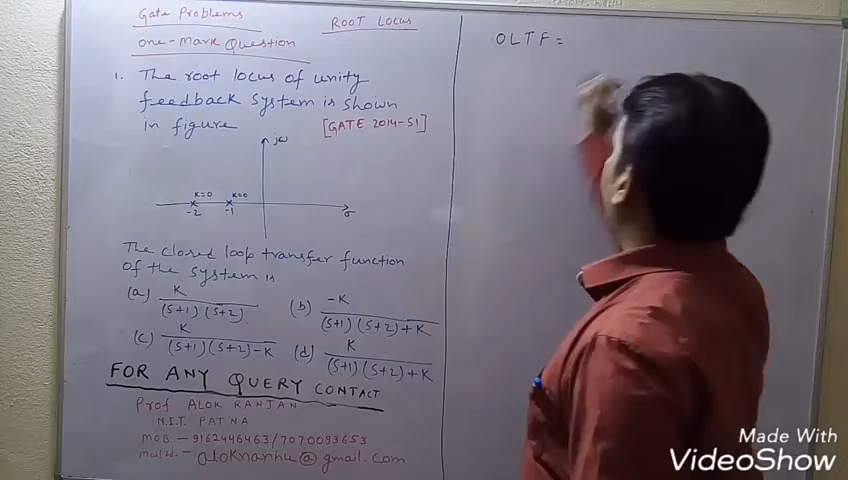 Gate Problems
ROOT LOCUS
One-mark Question
1. The root locus of unity
feedback system is shown
in figure
[GATE 2014-S1]
jω
K=0 K=0
-2 -1 σ
The closed loop transfer function
of the system is
(a) K / (S+1)(S+2)
(b) -K / (S+1)(S+2)+K
(c) K / (S+1)(S+2)-K
(d) K / (S+1)(S+2)+K
FOR ANY QUERY CONTACT
Prof ALOK RANJAN
N.I.T. PATNA
MOB - 9162446463/7070093653
mail id. - aloknanhu@gmail.com
OLTF=
Made With
VideoShow